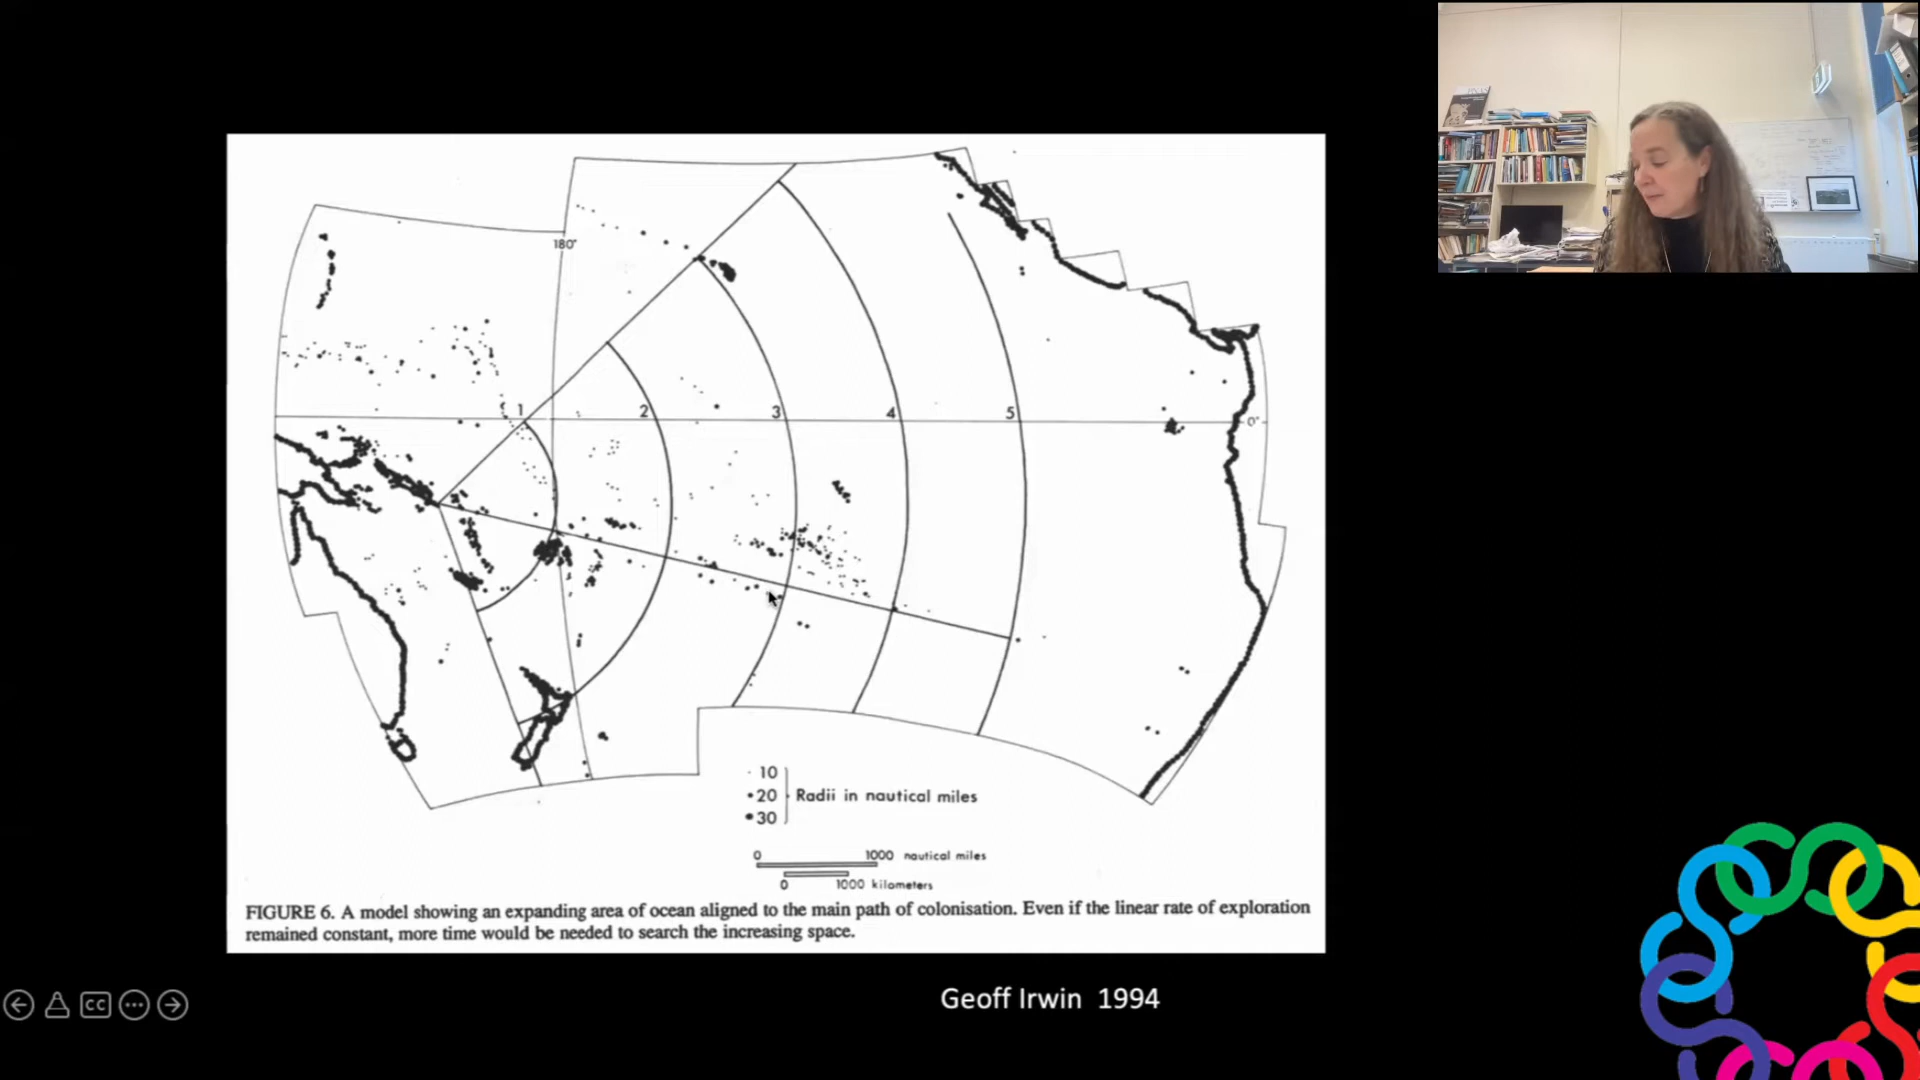 180°
1
2
3
4
5
0°
10
20
30
Radii in nautical miles
0 1000 nautical miles
0 1000 kilometers
FIGURE 6. A model showing an expanding area of ocean aligned to the main path of colonisation. Even if the linear rate of exploration
remained constant, more time would be needed to search the increasing space.
Geoff Irwin 1994
CC